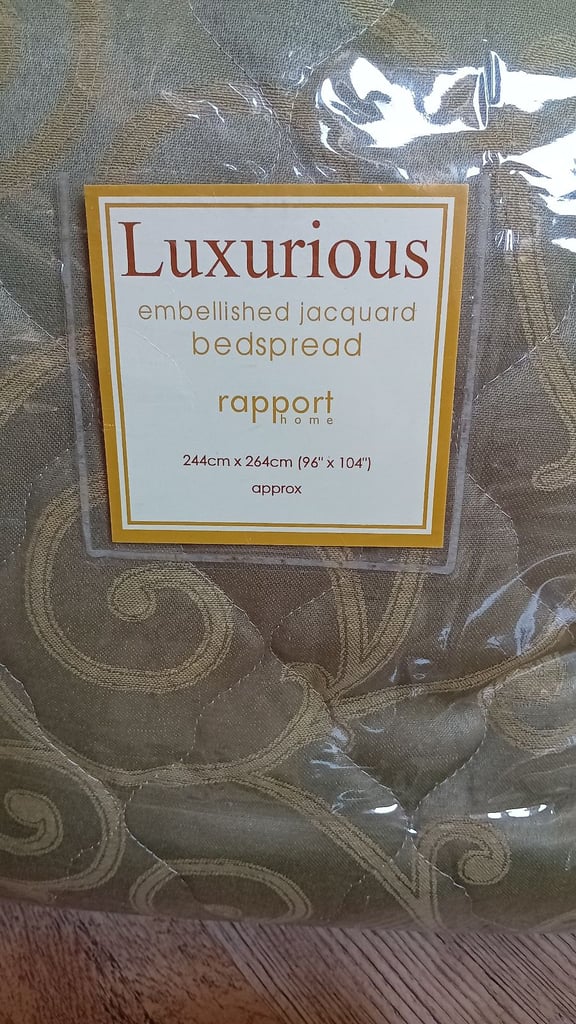 Luxurious
embellished jacquard
bedspread
rapport
home
244cm x 264cm (96" x 104")
approx